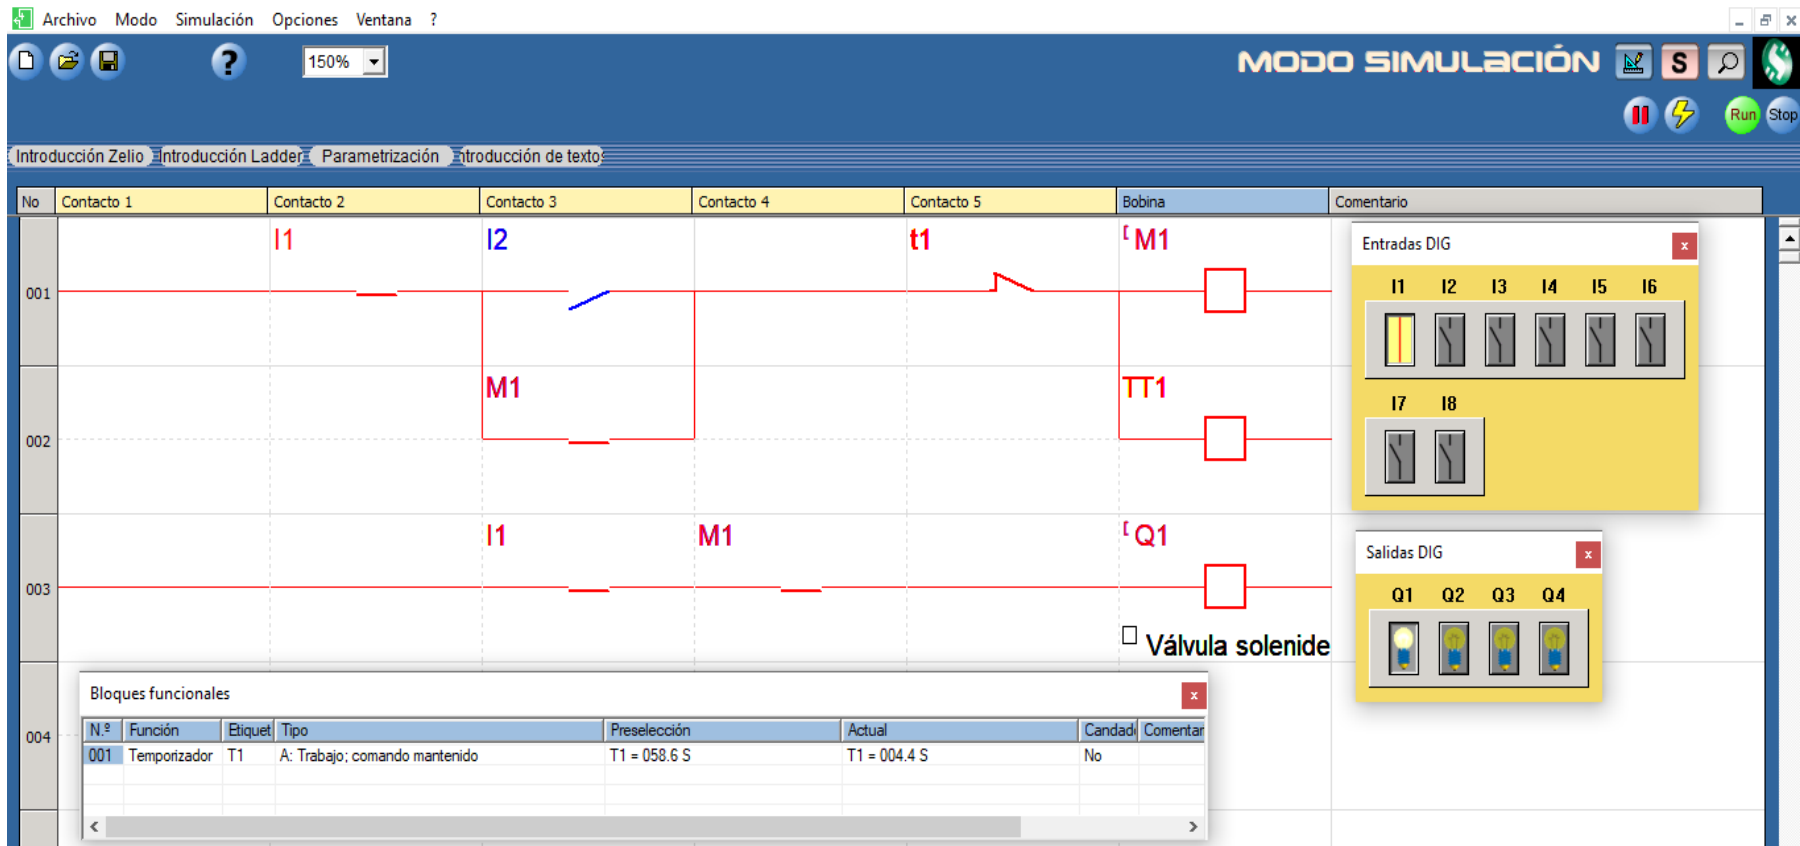 Archivo Modo Simulación Opciones Ventana ?
150%
MODO SIMULACIÓN
S
Run Stop
Introducción Zelio Introducción Ladder Parametrización ntroducción de texto
No Contacto 1 Contacto 2 Contacto 3 Contacto 4 Contacto 5 Bobina Comentario
I1 I2 t1 [ M1
001
M1 TT1
002
I1 M1 [ Q1
003
Válvula solenide
004
Entradas DIG
I1 I2 I3 I4 I5 I6
I7 I8
Salidas DIG
Q1 Q2 Q3 Q4
Bloques funcionales
N.º Función Etiquet Tipo Preselección Actual Candad Comentar
001 Temporizador T1 A: Trabajo; comando mantenido T1 = 058.6 S T1 = 004.4 S No